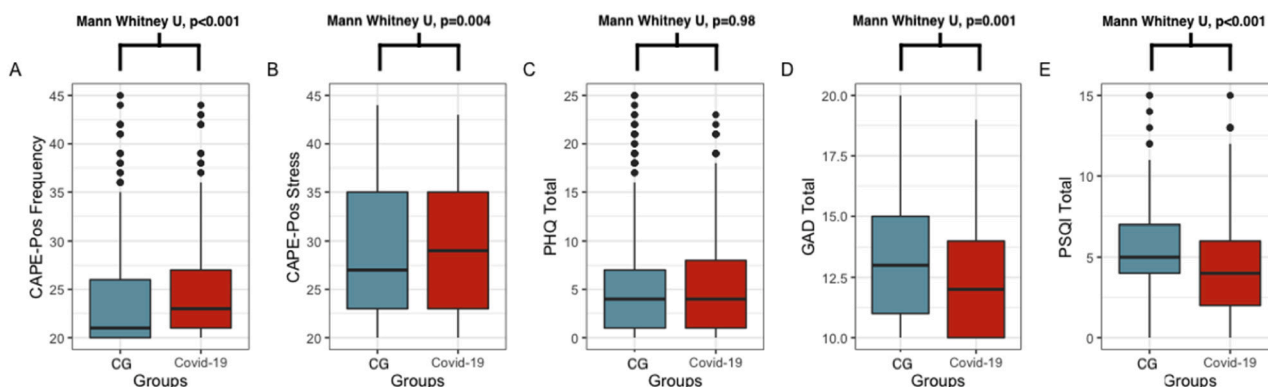 Mann Whitney U, p<0.001
Mann Whitney U, p=0.004
Mann Whitney U, p=0.98
Mann Whitney U, p=0.001
Mann Whitney U, p<0.001
A
CAPE-Pos Frequency
45
40
35
30
25
20
CG
Covid-19
Groups
B
CAPE-Pos Stress
45
40
35
30
25
20
CG
Covid-19
Groups
C
PHQ Total
25
20
15
10
5
0
CG
Covid-19
Groups
D
GAD Total
20.0
17.5
15.0
12.5
10.0
CG
Covid-19
Groups
E
PSQI Total
15
10
5
0
CG
Covid-19
Groups